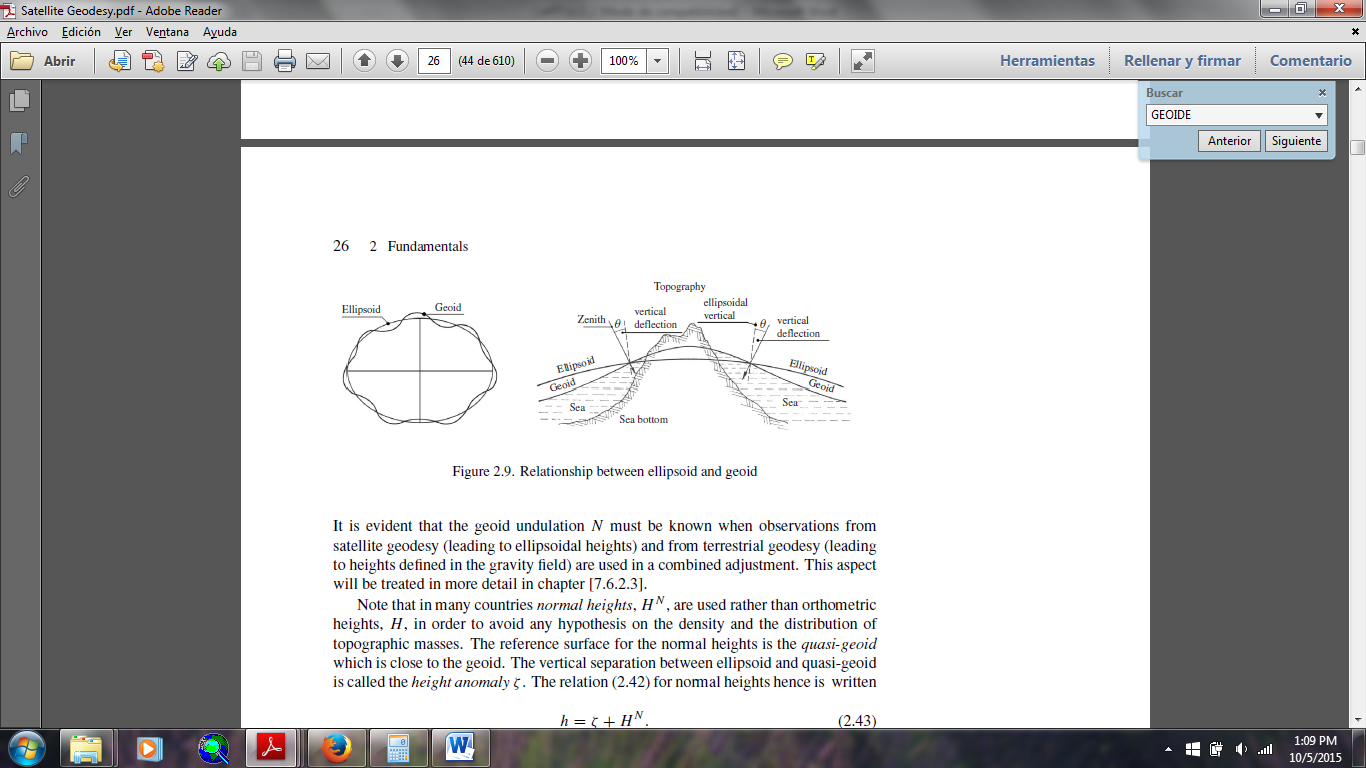 Satellite Geodesy.pdf - Adobe Reader
Archivo Edición Ver Ventana Ayuda
Abrir 26 (44 de 610) 100% Herramientas Rellenar y firmar Comentario
Buscar
GEOIDE
Anterior Siguiente
26 2 Fundamentals
Ellipsoid Geoid
Topography
Zenith θ vertical deflection
ellipsoidal vertical
θ vertical deflection
Ellipsoid Ellipsoid
Geoid Geoid
Sea Sea
Sea bottom
Figure 2.9. Relationship between ellipsoid and geoid
It is evident that the geoid undulation N must be known when observations from
satellite geodesy (leading to ellipsoidal heights) and from terrestrial geodesy (leading
to heights defined in the gravity field) are used in a combined adjustment. This aspect
will be treated in more detail in chapter [7.6.2.3].
Note that in many countries normal heights, H^N, are used rather than orthometric
heights, H, in order to avoid any hypothesis on the density and the distribution of
topographic masses. The reference surface for the normal heights is the quasi-geoid
which is close to the geoid. The vertical separation between ellipsoid and quasi-geoid
is called the height anomaly ζ. The relation (2.42) for normal heights hence is written
h = ζ + H^N. (2.43)
1:09 PM
10/5/2015